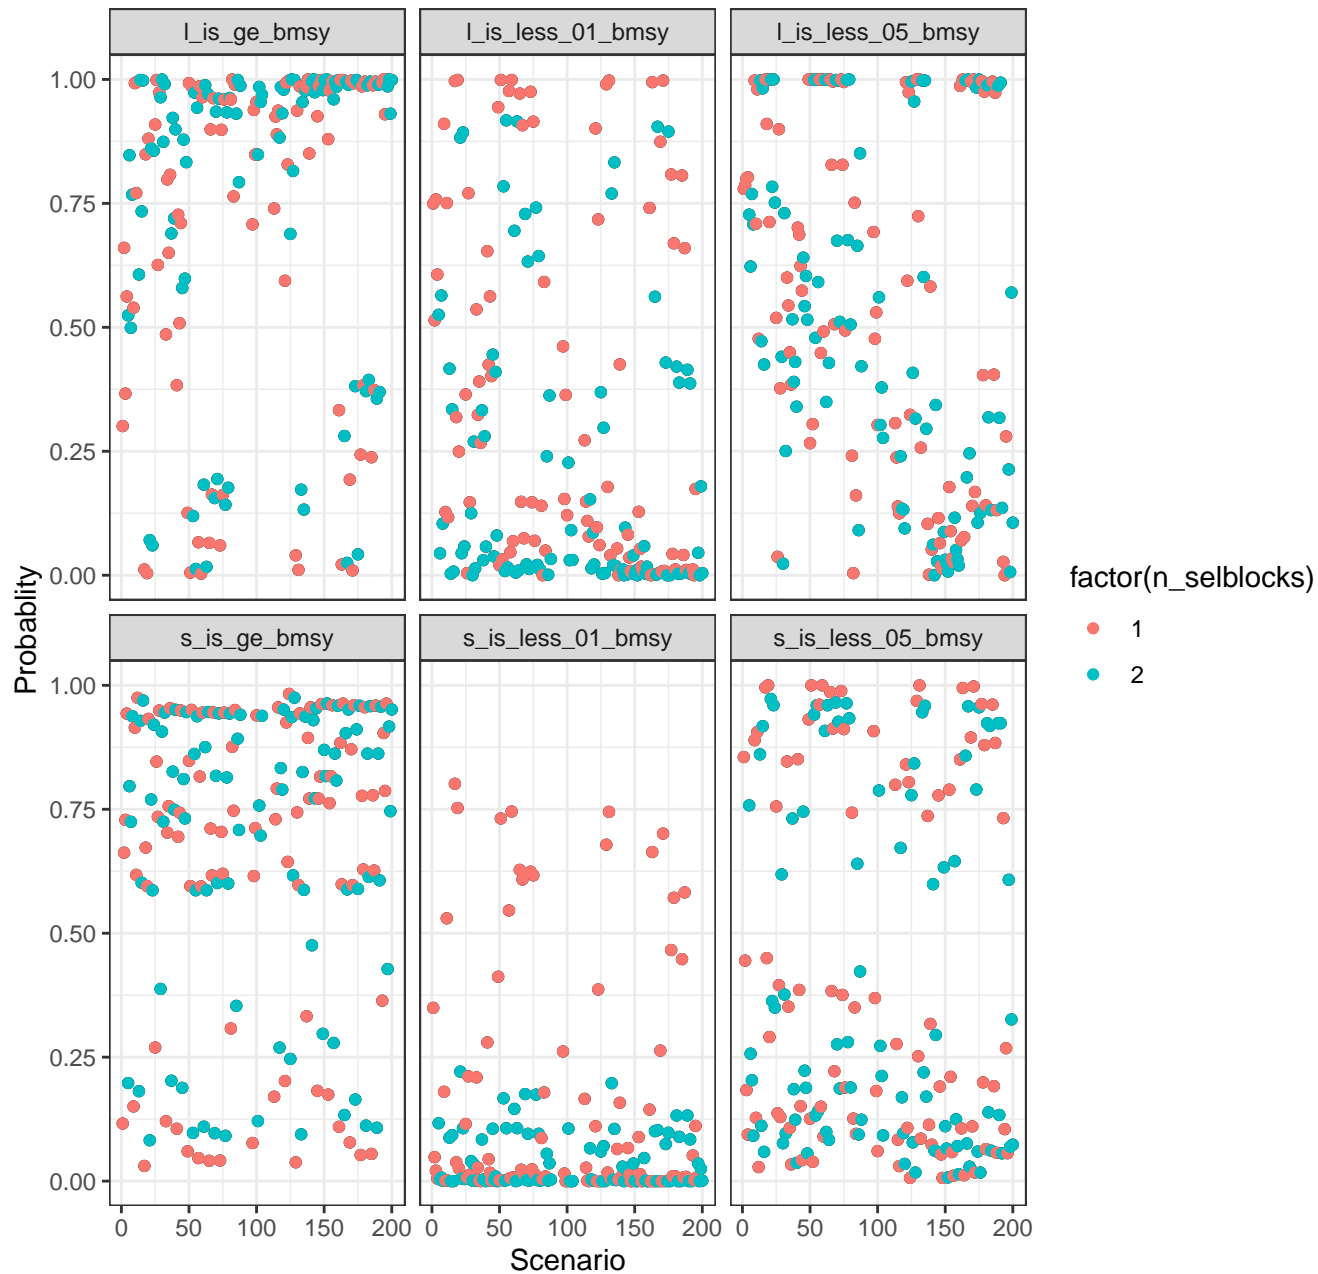 l_is_ge_bmsy
l_is_less_01_bmsy
l_is_less_05_bmsy
1.00
0.75
0.50
0.25
0.00
s_is_ge_bmsy
s_is_less_01_bmsy
s_is_less_05_bmsy
1.00
0.75
0.50
0.25
0.00
0 50 100 150 200
0 50 100 150 200
0 50 100 150 200
Scenario
Probablity
factor(n_selblocks)
1
2